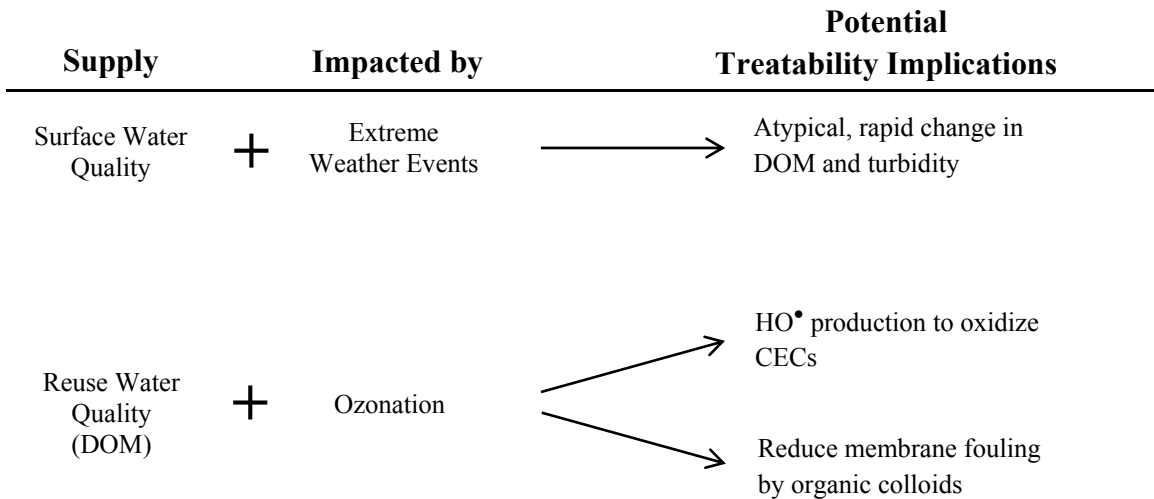 Potential
Supply Impacted by Treatability Implications
Surface Water
Quality
+
Extreme
Weather Events
Atypical, rapid change in
DOM and turbidity
Reuse Water
Quality
(DOM)
+
Ozonation
HO• production to oxidize
CECs
Reduce membrane fouling
by organic colloids